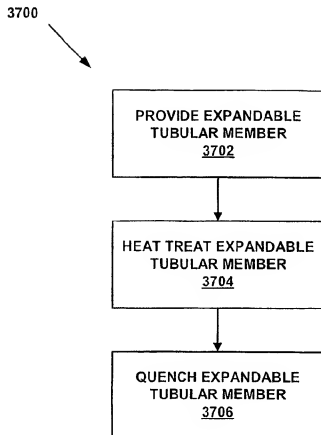 3700
PROVIDE EXPANDABLE
TUBULAR MEMBER
3702
HEAT TREAT EXPANDABLE
TUBULAR MEMBER
3704
QUENCH EXPANDABLE
TUBULAR MEMBER
3706